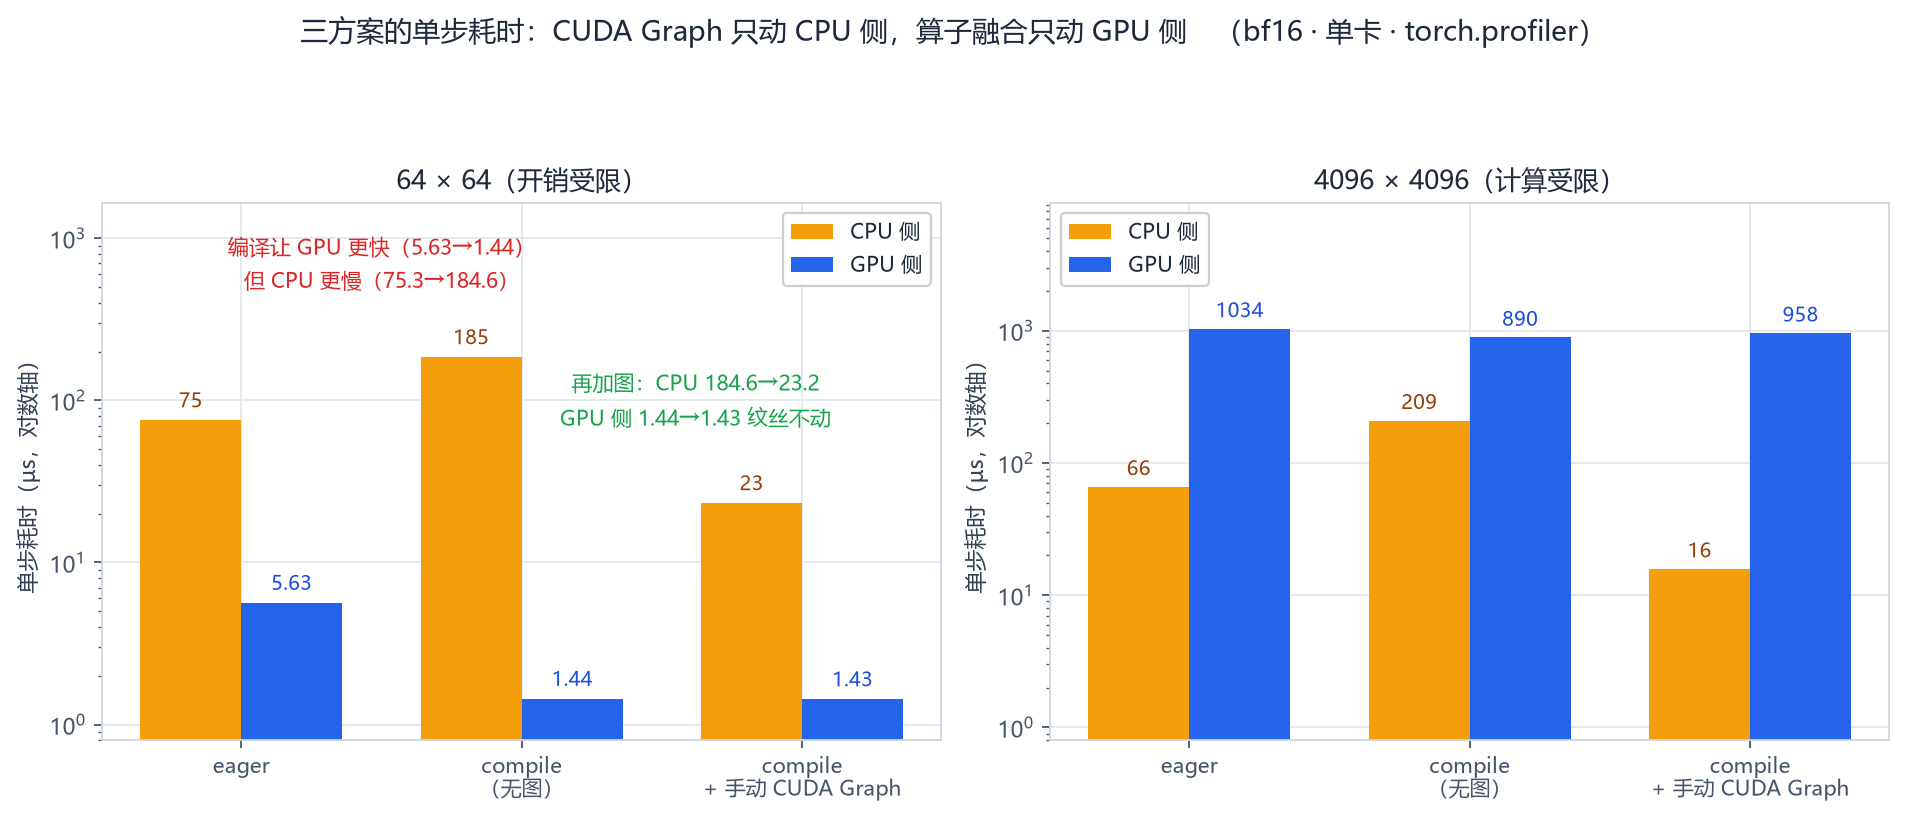 三方案的单步耗时：CUDA Graph 只动 CPU 侧，算子融合只动 GPU 侧 （bf16 · 单卡 · torch.profiler）
64 × 64（开销受限）
编译让 GPU 更快（5.63→1.44）
但 CPU 更慢（75.3→184.6）
再加图：CPU 184.6→23.2
GPU 侧 1.44→1.43 纹丝不动
CPU 侧
GPU 侧
单步耗时（µs，对数轴）
10³
10²
10¹
10⁰
75
5.63
185
1.44
23
1.43
eager
compile
（无图）
compile
+ 手动 CUDA Graph
4096 × 4096（计算受限）
CPU 侧
GPU 侧
单步耗时（µs，对数轴）
10³
10²
10¹
10⁰
66
1034
209
890
16
958
eager
compile
（无图）
compile
+ 手动 CUDA Graph